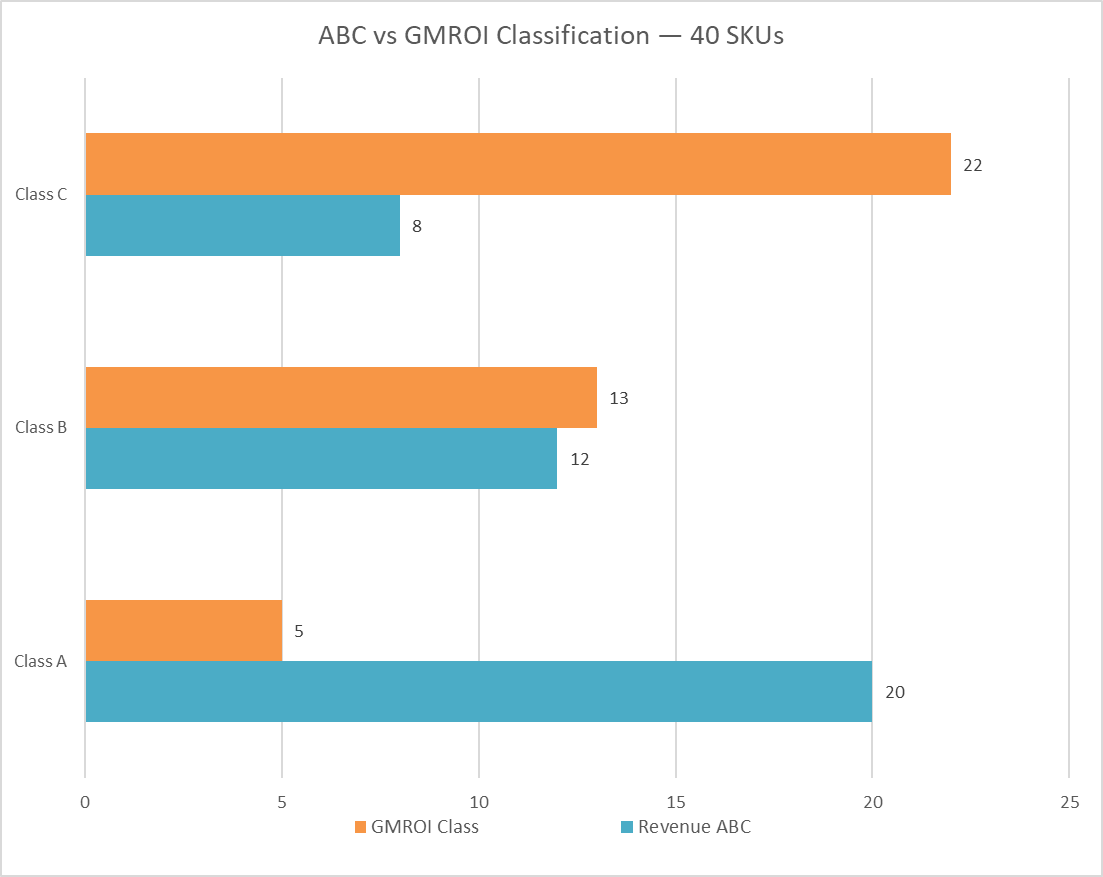 ABC vs GMROI Classification — 40 SKUs
Class C
22
8
Class B
13
12
Class A
5
20
0 5 10 15 20 25
GMROI Class Revenue ABC